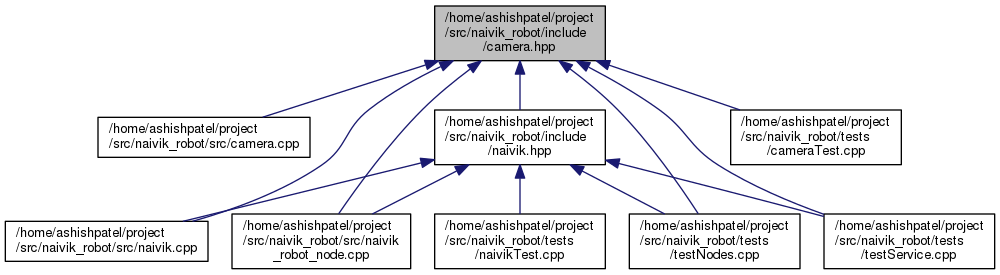 /home/ashishpatel/project
/src/naivik_robot/include
/camera.hpp
/home/ashishpatel/project
/src/naivik_robot/src/camera.cpp
/home/ashishpatel/project
/src/naivik_robot/include
/naivik.hpp
/home/ashishpatel/project
/src/naivik_robot/tests
/cameraTest.cpp
/home/ashishpatel/project
/src/naivik_robot/src/naivik.cpp
/home/ashishpatel/project
/src/naivik_robot/src/naivik
_robot_node.cpp
/home/ashishpatel/project
/src/naivik_robot/tests
/naivikTest.cpp
/home/ashishpatel/project
/src/naivik_robot/tests
/testNodes.cpp
/home/ashishpatel/project
/src/naivik_robot/tests
/testService.cpp